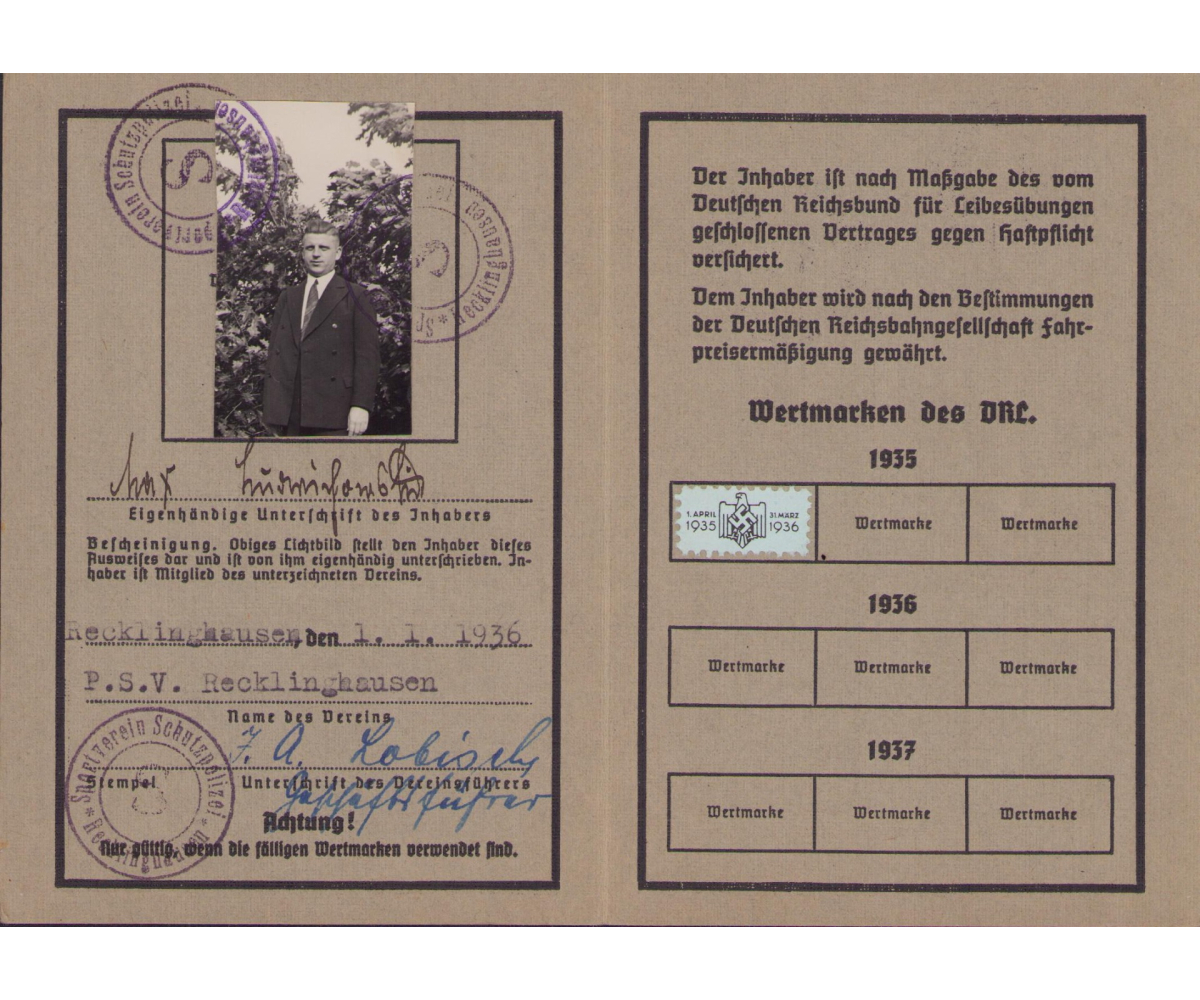 Sportverein Schutzpolizei * Recklinghausen *
S
Max
Eigenhändige Unterschrift des Inhabers
Bescheinigung. Obiges Lichtbild stellt den Inhaber dieses
Ausweises dar und ist von ihm eigenhändig unterschrieben. In-
haber ist Mitglied des unterzeichneten Vereins.
Recklinghausen, den 1. 1. 1936
P.S.V. Recklinghausen
Name des Vereins
J. A. Lobisch
Stempel Unterschrift des Vereinsführers
Geschäftsführer
Sportverein Schutzpolizei * Recklinghausen *
Achtung!
Nur gültig, wenn die fälligen Wertmarken verwendet sind.
Der Inhaber ist nach Maßgabe des vom
Deutschen Reichsbund für Leibesübungen
geschlossenen Vertrages gegen Haftpflicht
versichert.
Dem Inhaber wird nach den Bestimmungen
der Deutschen Reichsbahngesellschaft Fahr-
preisermäßigung gewährt.
Wertmarken des DRL.
1935
1. APRIL 31. MÄRZ
1935 1936
Wertmarke Wertmarke
1936
Wertmarke Wertmarke Wertmarke
1937
Wertmarke Wertmarke Wertmarke